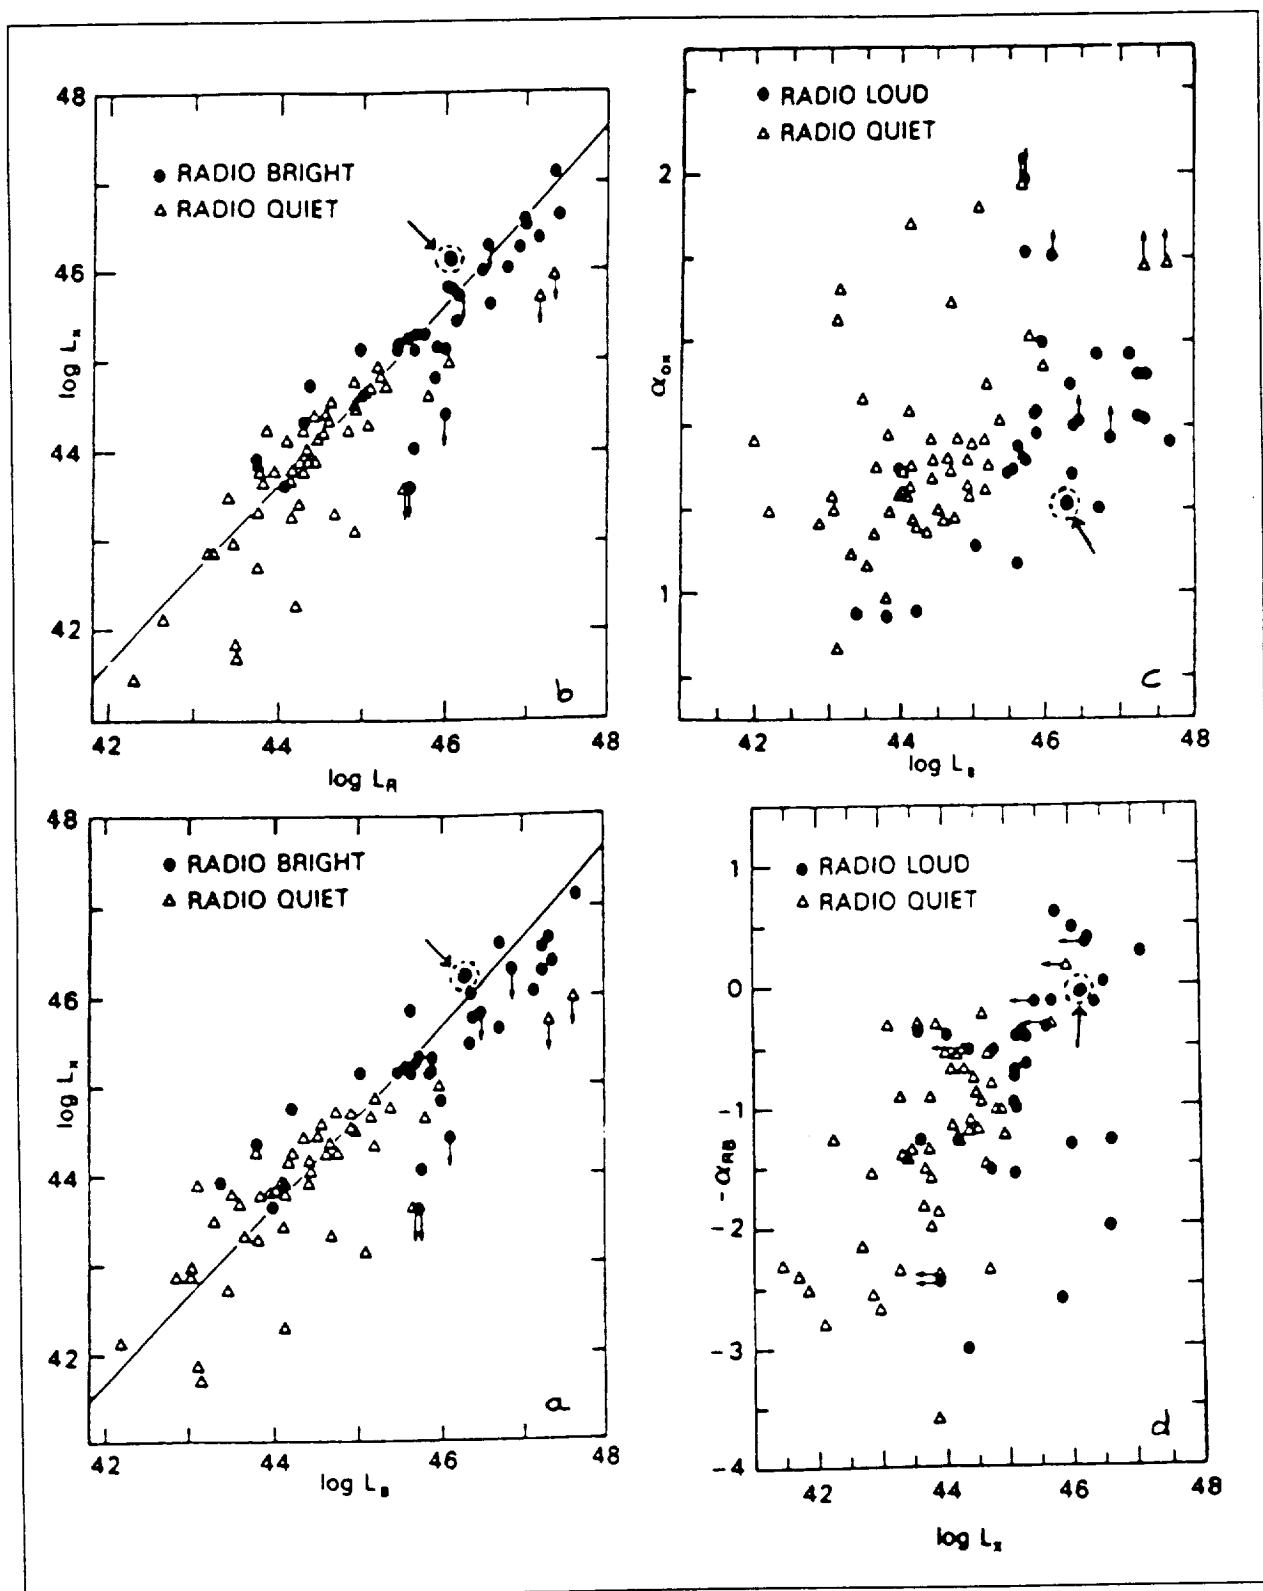 48
● RADIO BRIGHT
△ RADIO QUIET
46
log Lx
44
42
b
42 44 46 48
log LR
● RADIO LOUD
△ RADIO QUIET
2
αox
1
c
42 44 46 48
log LB
48
● RADIO BRIGHT
△ RADIO QUIET
46
log Lx
44
42
a
42 44 46 48
log LB
1
● RADIO LOUD
△ RADIO QUIET
0
-1
-αRB
-2
-3
d
-4
42 44 46 48
log Lx